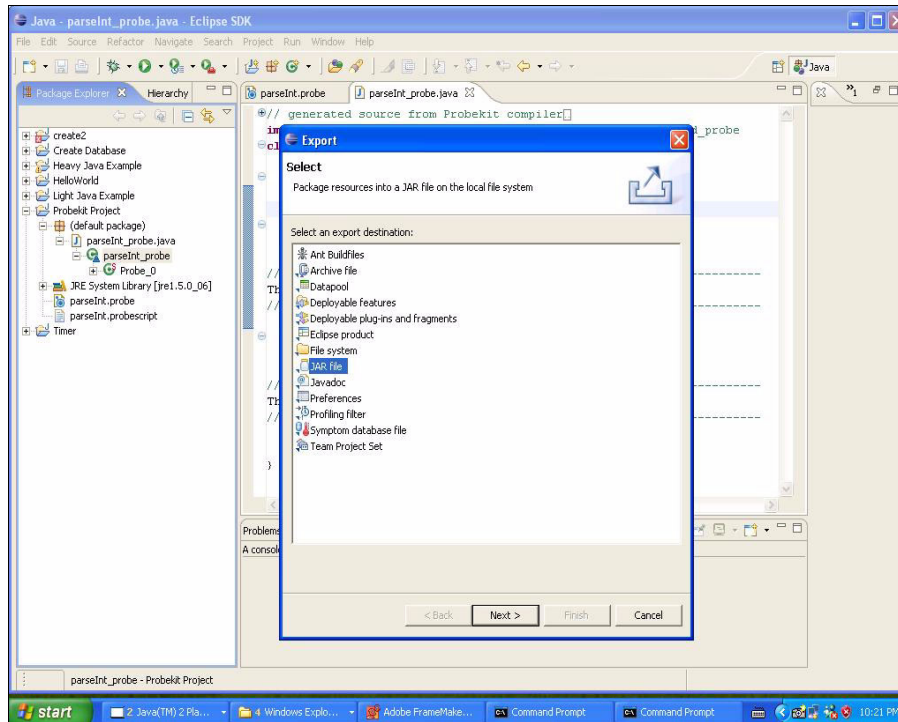 Java - parseInt_probe.java - Eclipse SDK
File Edit Source Refactor Navigate Search Project Run Window Help
Java
Package Explorer
Hierarchy
parseInt.probe
parseInt_probe.java
1
create2
Create Database
Heavy Java Example
HelloWorld
Light Java Example
Probekit Project
(default package)
parseInt_probe.java
parseInt_probe
Probe_0
JRE System Library [jre1.5.0_06]
parseInt.probe
parseInt.probescript
Timer
// generated source from Probekit compiler
im
_probe
cl
//
Th
//
//
Th
//
}
Export
Select
Package resources into a JAR file on the local file system
Select an export destination:
Ant Buildfiles
Archive file
Datapool
Deployable features
Deployable plug-ins and fragments
Eclipse product
File system
JAR file
Javadoc
Preferences
Profiling filter
Symptom database file
Team Project Set
< Back
Next >
Finish
Cancel
Problems
A consol
parseInt_probe - Probekit Project
start
2 Java(TM) 2 Pla...
4 Windows Explo...
Adobe FrameMake...
Command Prompt
Command Prompt
10:21 PM